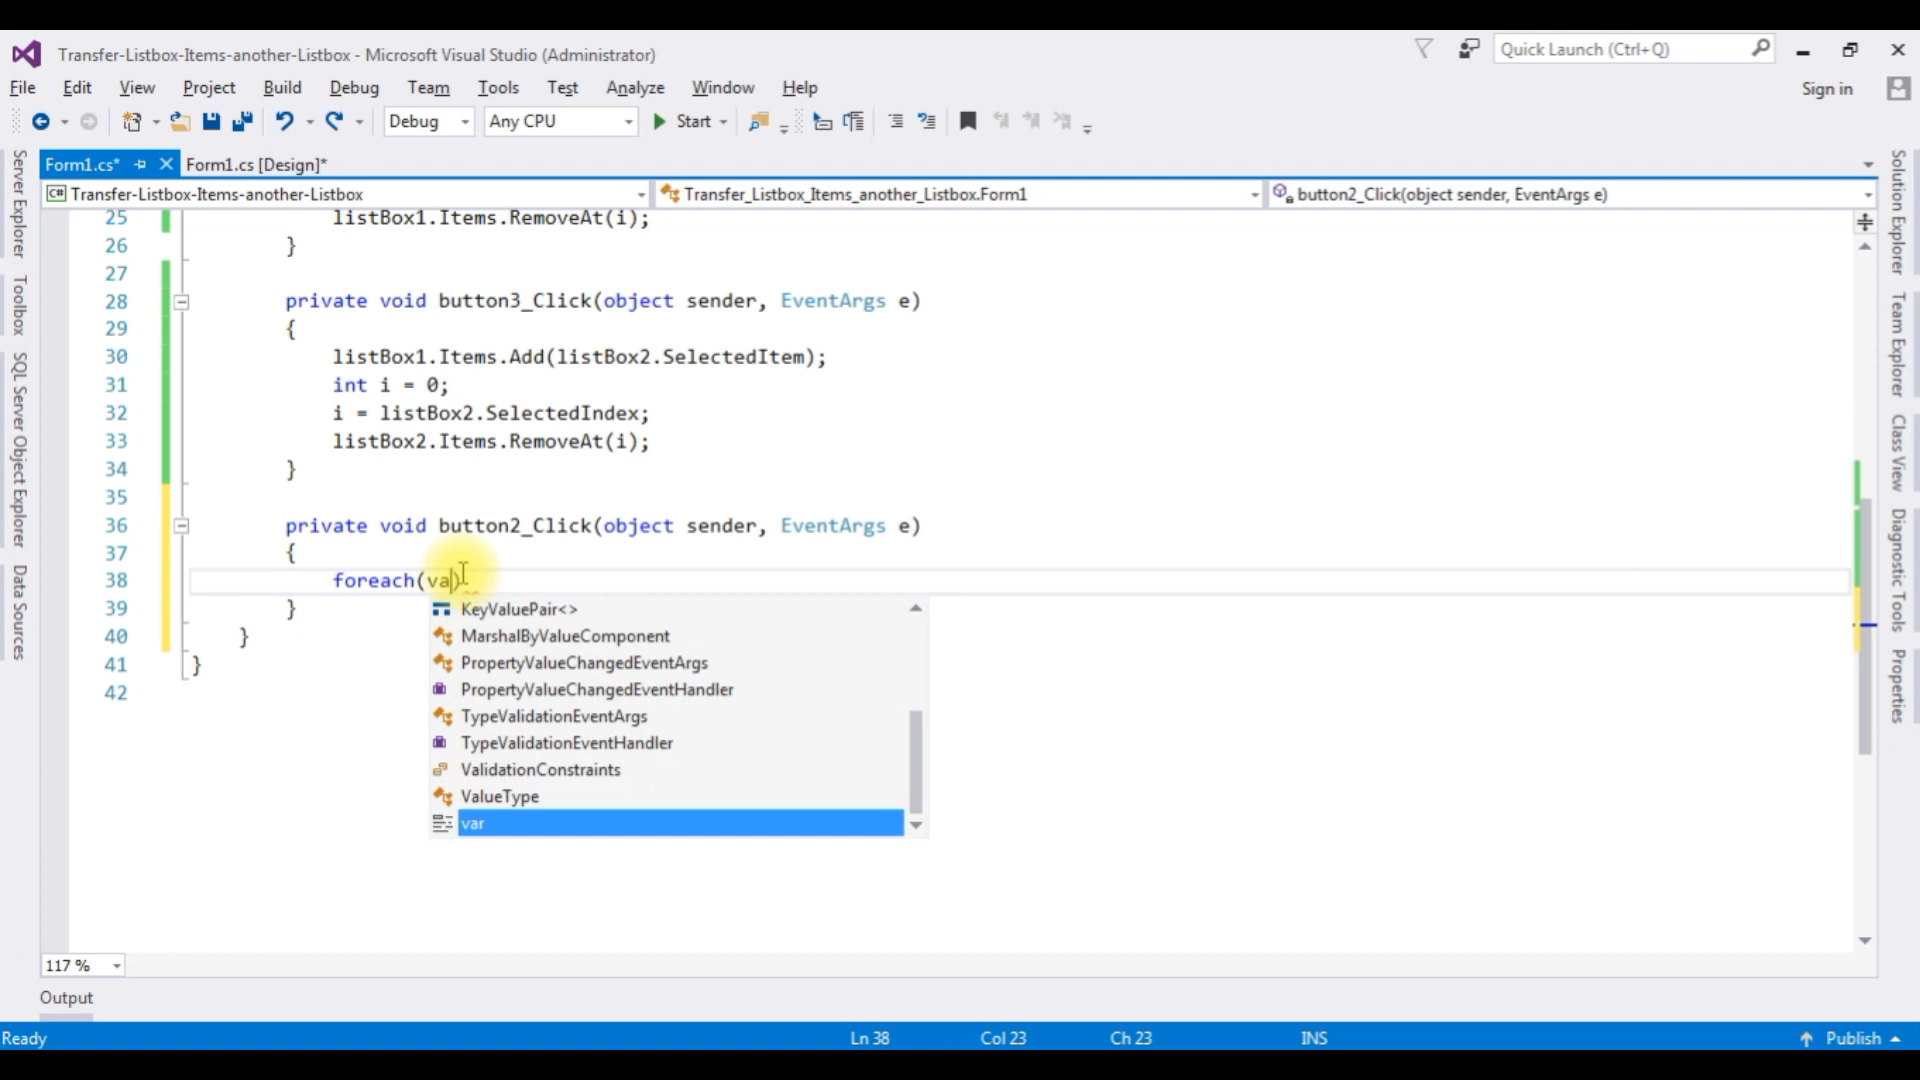 Transfer-Listbox-Items-another-Listbox - Microsoft Visual Studio (Administrator)
Quick Launch (Ctrl+Q)
File Edit View Project Build Debug Team Tools Test Analyze Window Help
Sign in
Debug Any CPU Start
Form1.cs* Form1.cs [Design]*
C# Transfer-Listbox-Items-another-Listbox Transfer_Listbox_Items_another_Listbox.Form1 button2_Click(object sender, EventArgs e)
25 listBox1.Items.RemoveAt(i);
26 }
27
28 private void button3_Click(object sender, EventArgs e)
29 {
30 listBox1.Items.Add(listBox2.SelectedItem);
31 int i = 0;
32 i = listBox2.SelectedIndex;
33 listBox2.Items.RemoveAt(i);
34 }
35
36 private void button2_Click(object sender, EventArgs e)
37 {
38 foreach(va)
39 }
40 }
41 }
42
KeyValuePair<>
MarshalByValueComponent
PropertyValueChangedEventArgs
PropertyValueChangedEventHandler
TypeValidationEventArgs
TypeValidationEventHandler
ValidationConstraints
ValueType
var
Server Explorer
Toolbox
SQL Server Object Explorer
Data Sources
Solution Explorer
Team Explorer
Class View
Diagnostic Tools
Properties
117 %
Output
Ready Ln 38 Col 23 Ch 23 INS Publish